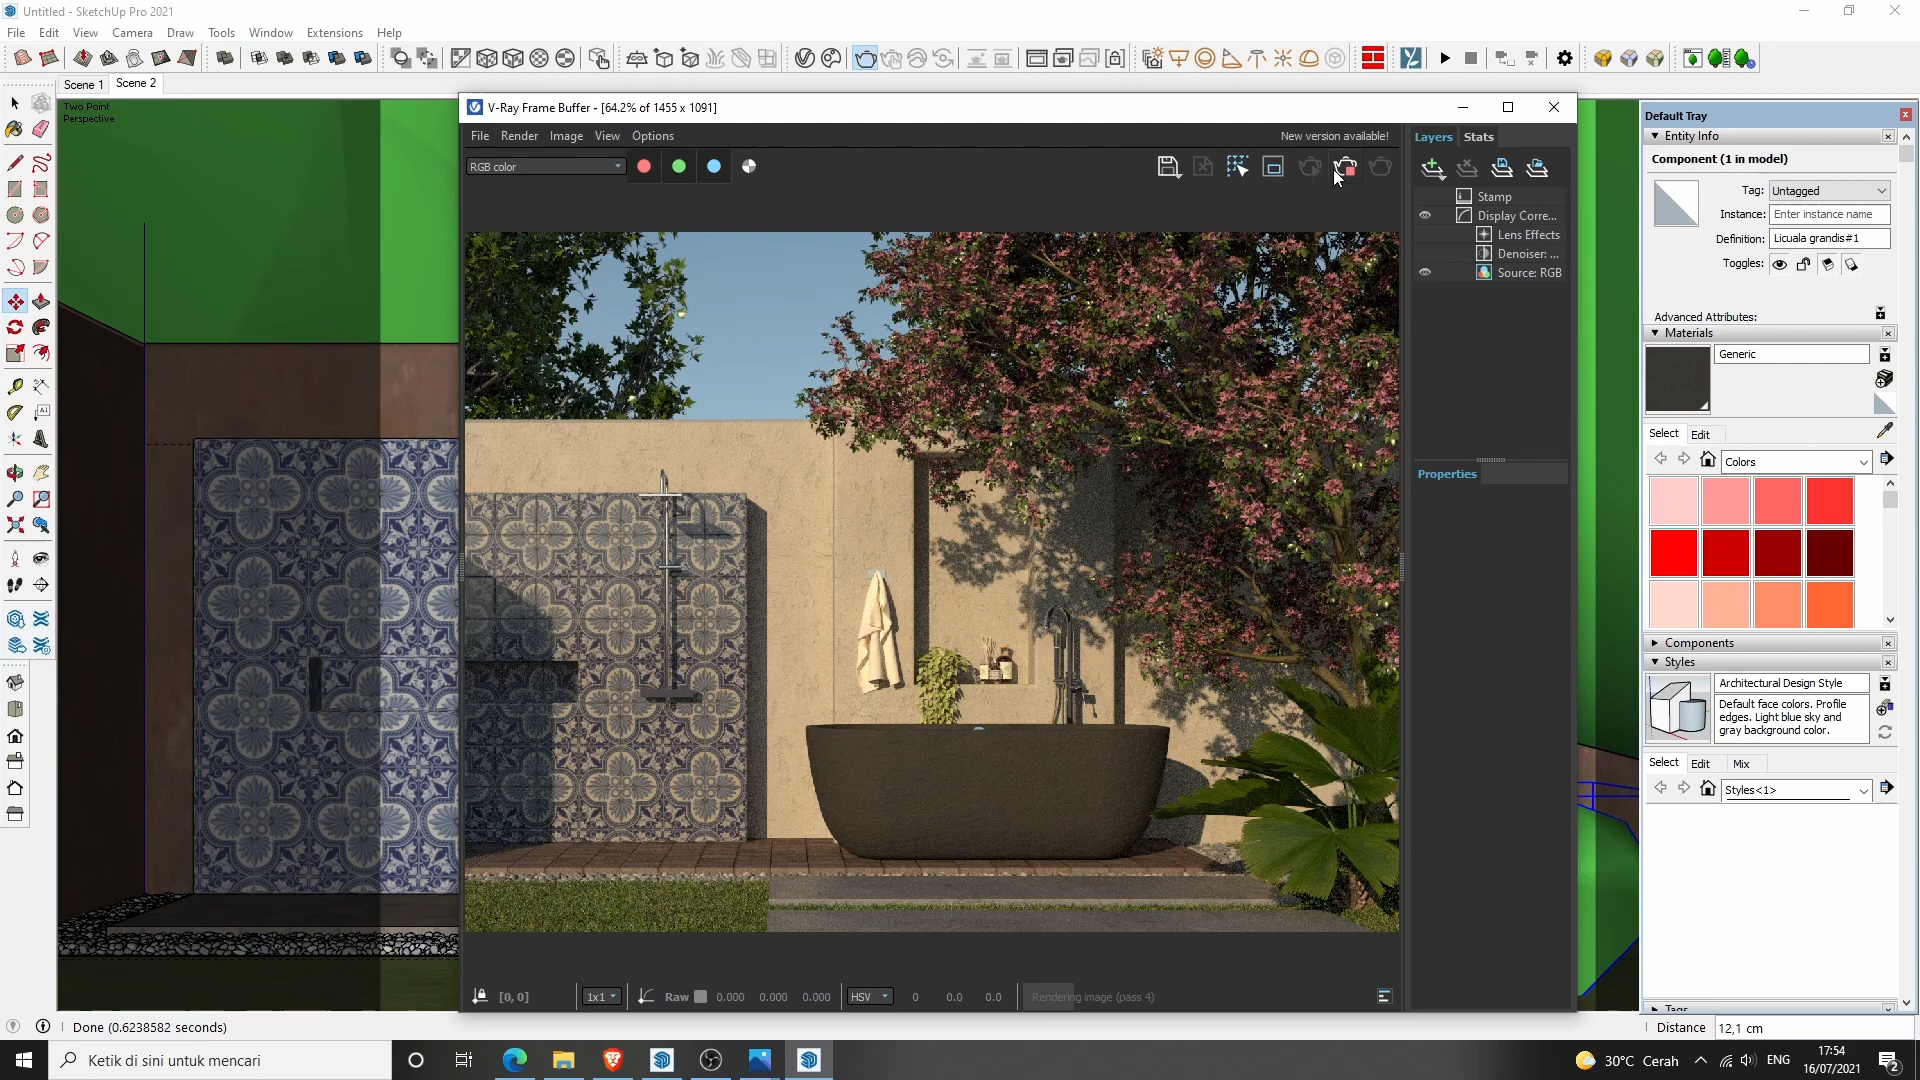 Untitled - SketchUp Pro 2021
File Edit View Camera Draw Tools Window Extensions Help
Scene 1 Scene 2
Two Point
Perspective
V-Ray Frame Buffer - [64.2% of 1455 x 1091]
File Render Image View Options
New version available!
RGB color
Layers Stats
Stamp
Display Corre...
Lens Effects
Denoiser: ...
Source: RGB
Properties
[0, 0]
1x1
Raw
0.000 0.000 0.000
HSV
0 0.0 0.0
Rendering image (pass 4)
Default Tray
Entity Info
Component (1 in model)
Tag: Untagged
Instance: Enter instance name
Definition: Licuala grandis#1
Toggles:
Advanced Attributes:
Materials
Generic
Select Edit
Colors
Components
Styles
Architectural Design Style
Default face colors. Profile
edges. Light blue sky and
gray background color.
Select Edit Mix
Styles<1>
Tags
Done (0.6238582 seconds)
Distance 12,1 cm
Ketik di sini untuk mencari
30°C Cerah
ENG
17:54
16/07/2021
2